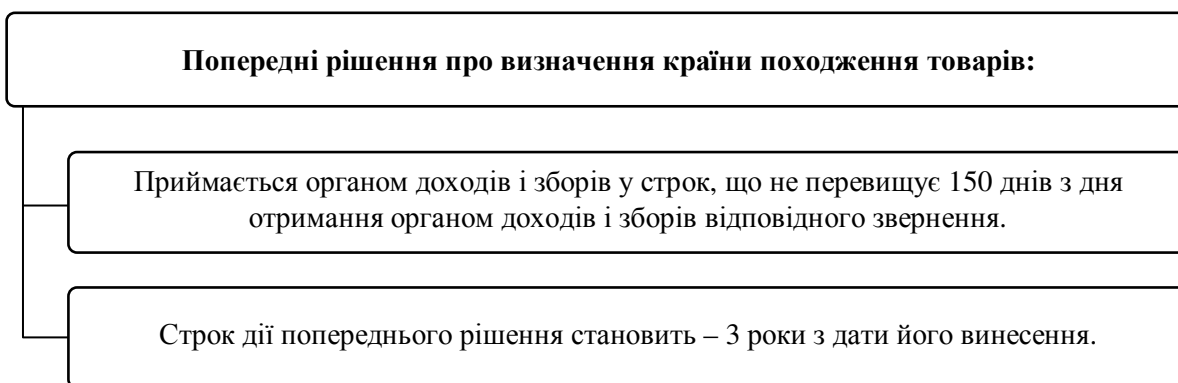 Попередні рішення про визначення країни походження товарів:
Приймається органом доходів і зборів у строк, що не перевищує 150 днів з дня
отримання органом доходів і зборів відповідного звернення.
Строк дії попереднього рішення становить – 3 роки з дати його винесення.